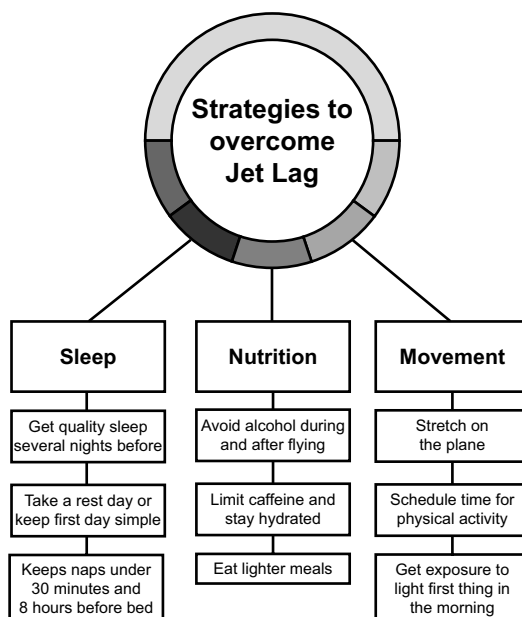 Strategies to
overcome
Jet Lag
Sleep
Get quality sleep
several nights before
Take a rest day or
keep first day simple
Keeps naps under
30 minutes and
8 hours before bed
Nutrition
Avoid alcohol during
and after flying
Limit caffeine and
stay hydrated
Eat lighter meals
Movement
Stretch on
the plane
Schedule time for
physical activity
Get exposure to
light first thing in
the morning